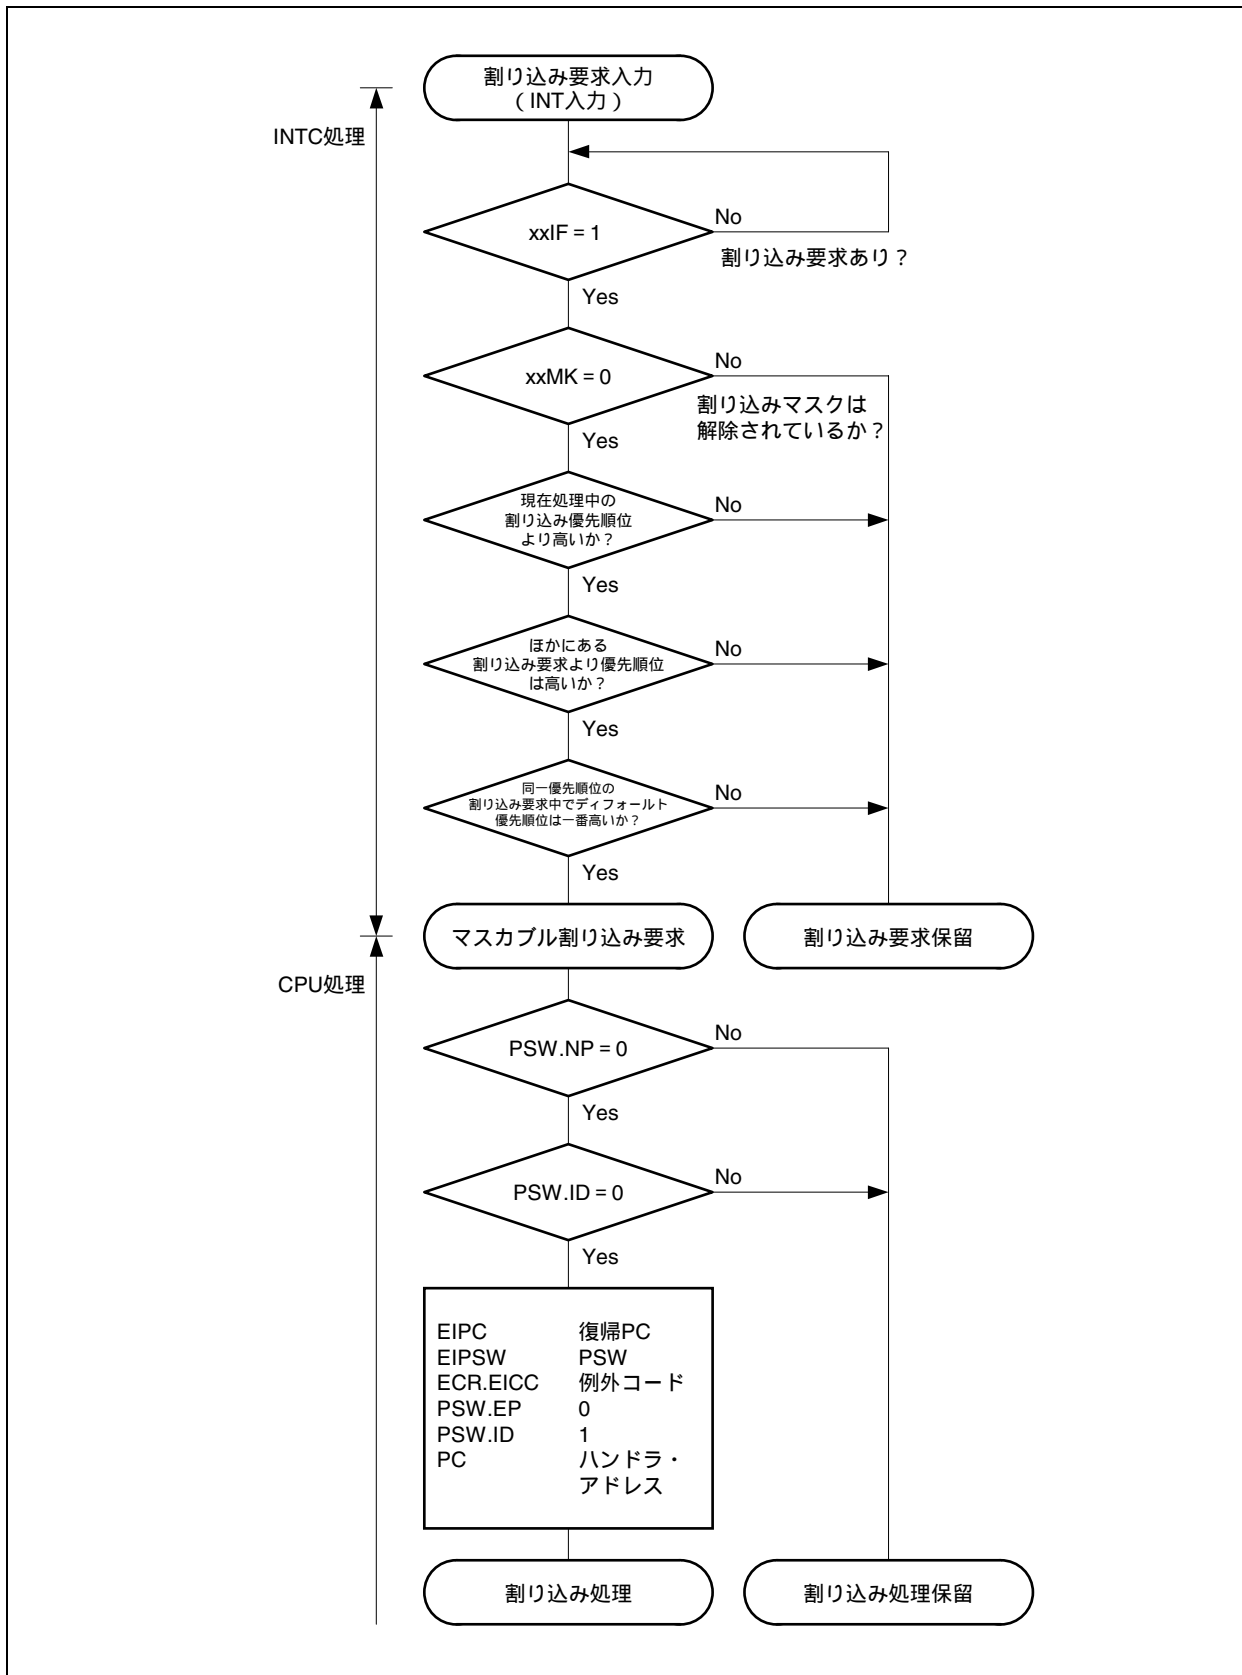 割り込み要求入力
（INT入力）
INTC処理
xxIF = 1
No
割り込み要求あり？
Yes
xxMK = 0
No
割り込みマスクは
解除されているか？
Yes
現在処理中の
割り込み優先順位
より高いか？
No
Yes
ほかにある
割り込み要求より優先順位
は高いか？
No
Yes
同一優先順位の
割り込み要求中でディフォールト
優先順位は一番高いか？
No
Yes
マスカブル割り込み要求
割り込み要求保留
CPU処理
PSW.NP = 0
No
Yes
PSW.ID = 0
No
Yes
EIPC 復帰PC
EIPSW PSW
ECR.EICC 例外コード
PSW.EP 0
PSW.ID 1
PC ハンドラ・
アドレス
割り込み処理
割り込み処理保留